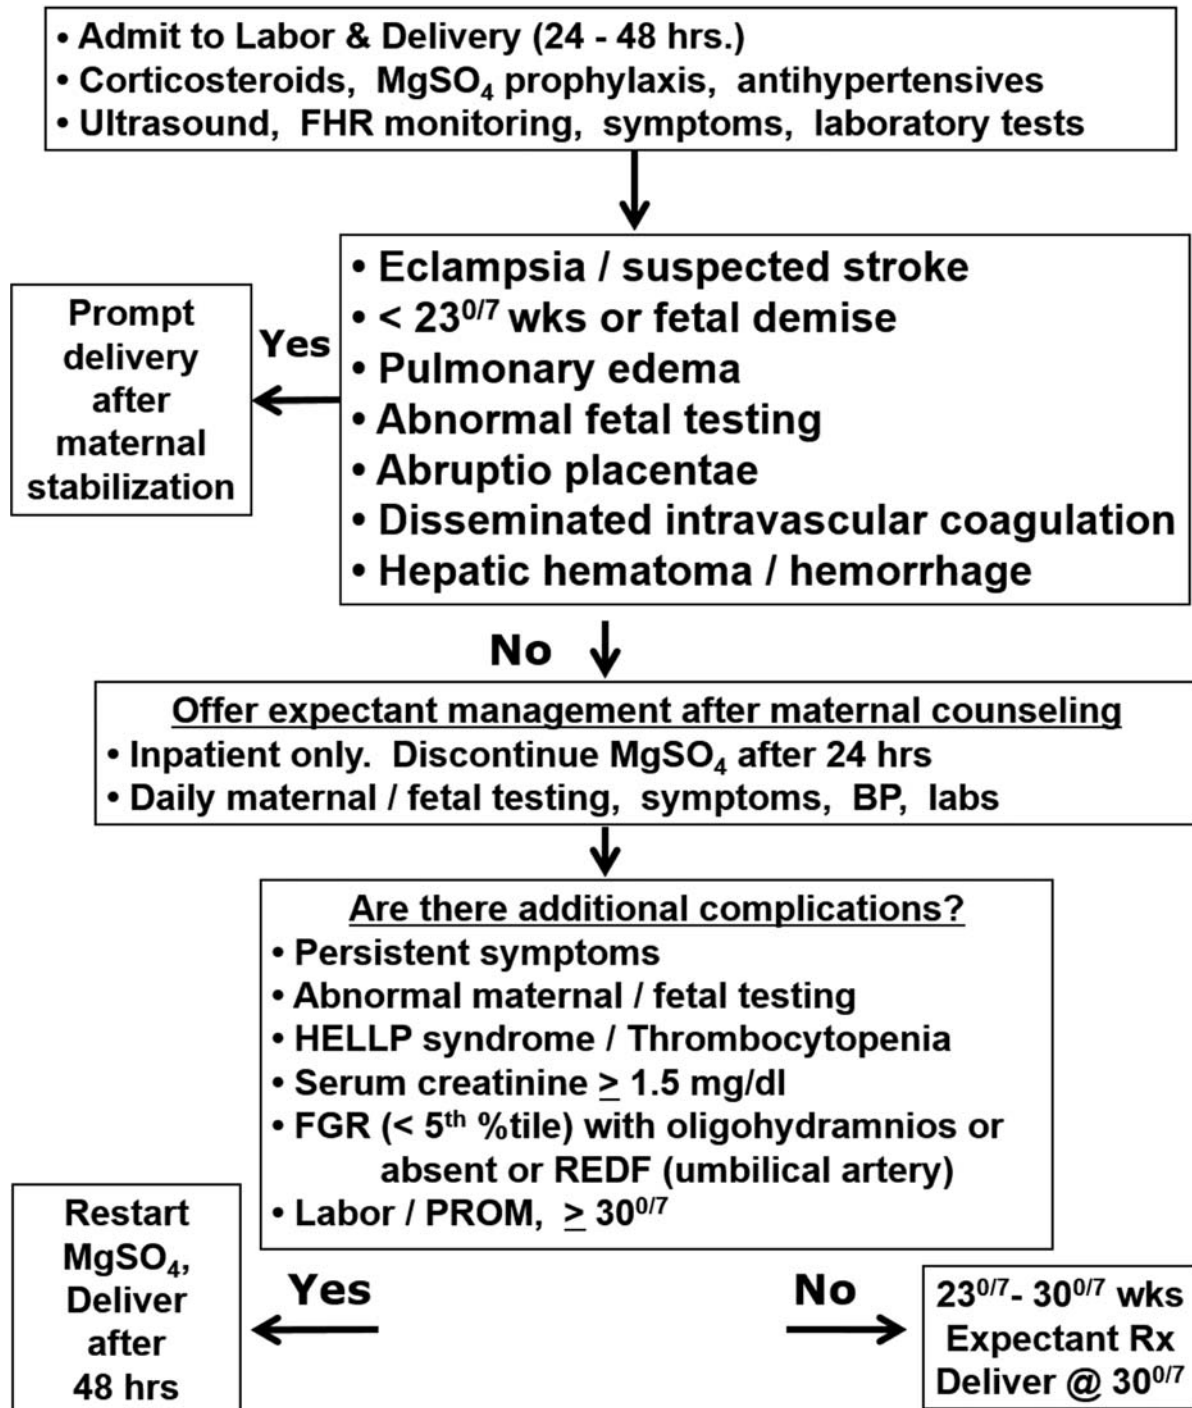 • Admit to Labor & Delivery (24 - 48 hrs.)
• Corticosteroids, MgSO₄ prophylaxis, antihypertensives
• Ultrasound, FHR monitoring, symptoms, laboratory tests
• Eclampsia / suspected stroke
• < 23⁰/⁷ wks or fetal demise
• Pulmonary edema
• Abnormal fetal testing
• Abruptio placentae
• Disseminated intravascular coagulation
• Hepatic hematoma / hemorrhage
Yes
Prompt
delivery
after
maternal
stabilization
No
Offer expectant management after maternal counseling
• Inpatient only. Discontinue MgSO₄ after 24 hrs
• Daily maternal / fetal testing, symptoms, BP, labs
Are there additional complications?
• Persistent symptoms
• Abnormal maternal / fetal testing
• HELLP syndrome / Thrombocytopenia
• Serum creatinine ≥ 1.5 mg/dl
• FGR (< 5ᵗʰ %tile) with oligohydramnios or
absent or REDF (umbilical artery)
• Labor / PROM, ≥ 30⁰/⁷
Yes
Restart
MgSO₄,
Deliver
after
48 hrs
No
23⁰/⁷- 30⁰/⁷ wks
Expectant Rx
Deliver @ 30⁰/⁷